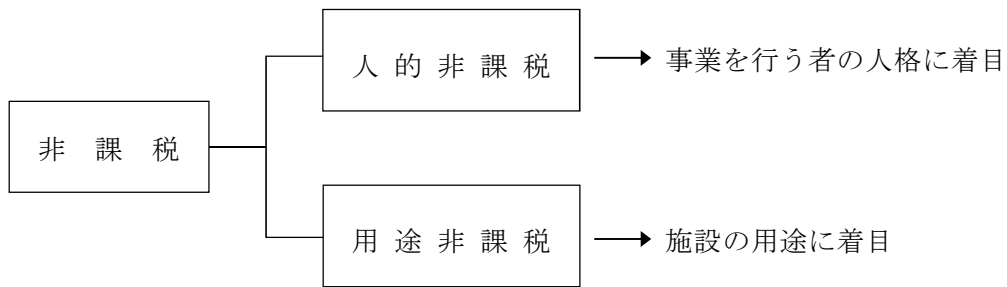 人的非課税
事業を行う者の人格に着目
非課税
用途非課税
施設の用途に着目